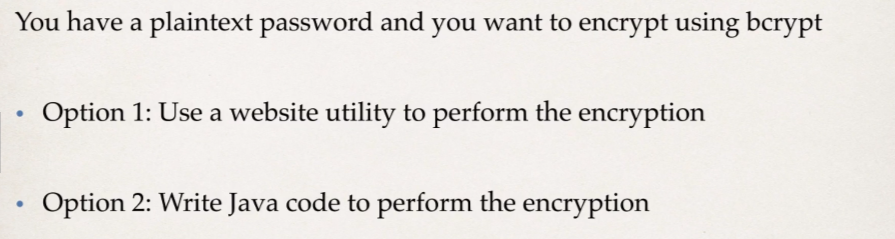 You have a plaintext password and you want to encrypt using bcrypt
• Option 1: Use a website utility to perform the encryption
• Option 2: Write Java code to perform the encryption